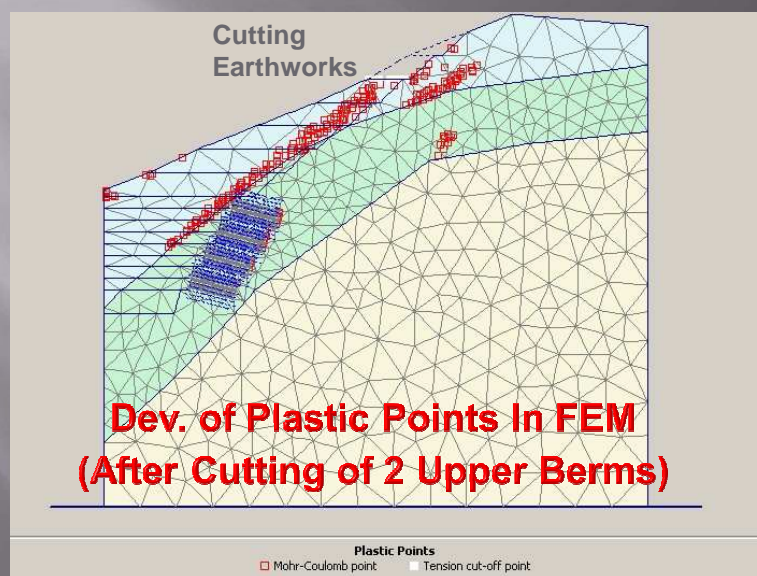 Cutting
Earthworks
Dev. of Plastic Points In FEM
(After Cutting of 2 Upper Berms)
Plastic Points
Mohr-Coulomb point Tension cut-off point